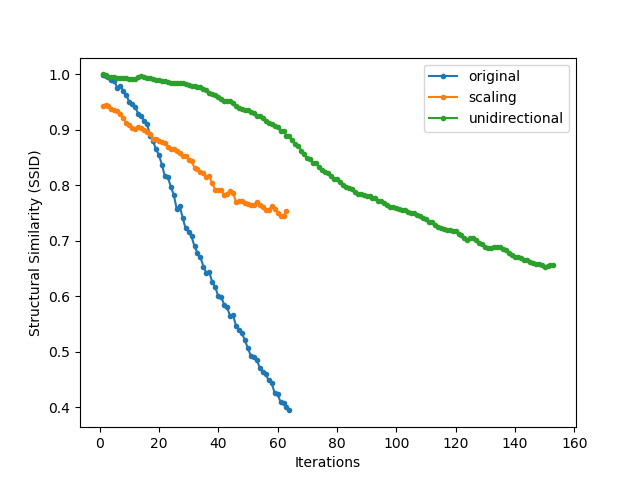 original
scaling
unidirectional
1.0
0.9
0.8
0.7
0.6
0.5
0.4
Structural Similarity (SSID)
0 20 40 60 80 100 120 140 160
Iterations